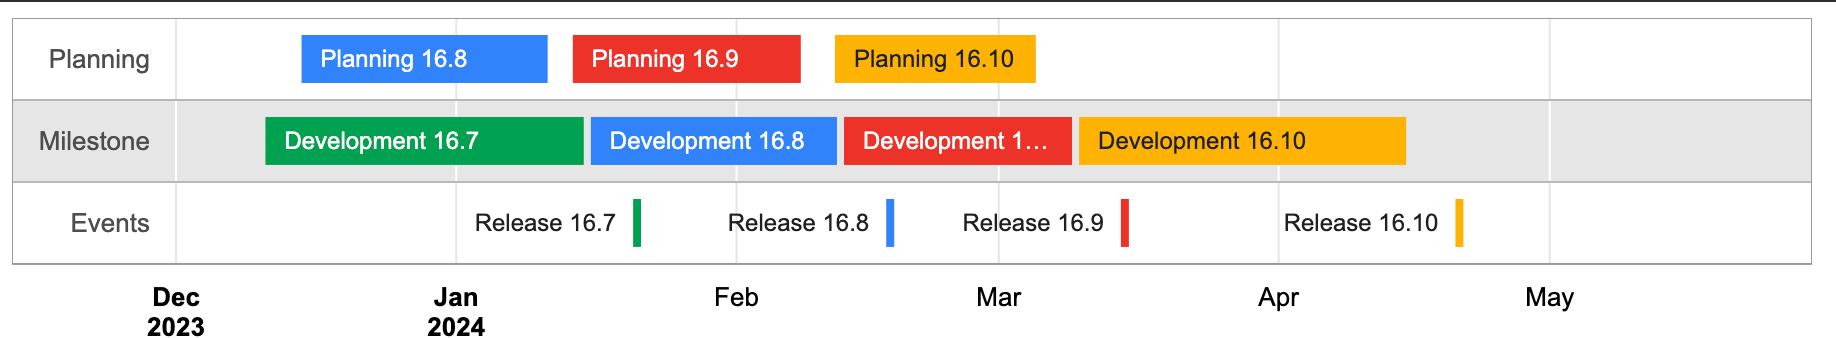 Planning
Planning 16.8
Planning 16.9
Planning 16.10
Milestone
Development 16.7
Development 16.8
Development 1...
Development 16.10
Events
Release 16.7
Release 16.8
Release 16.9
Release 16.10
Dec
2023
Jan
2024
Feb
Mar
Apr
May